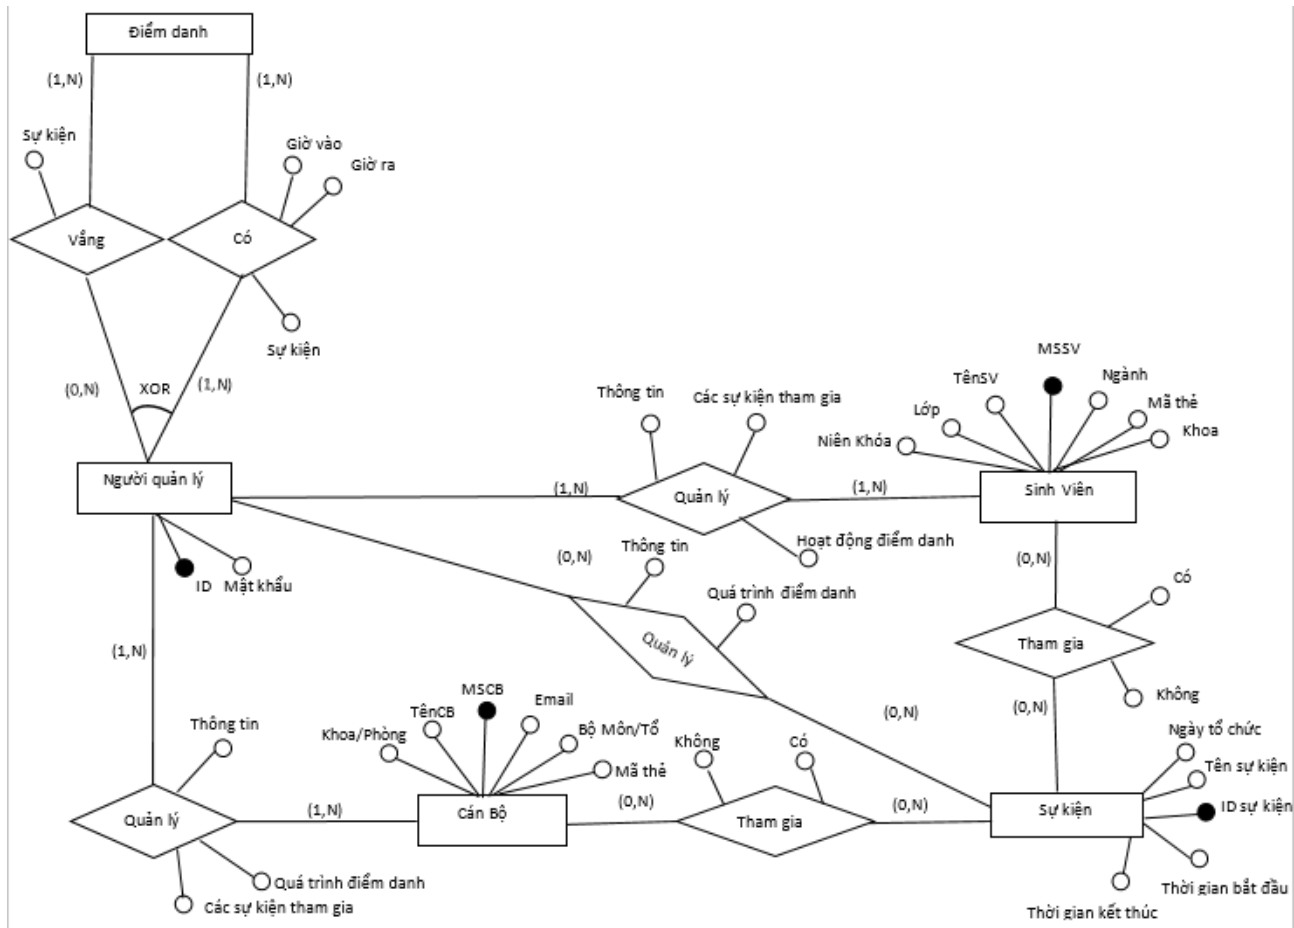 Điểm danh
(1,N)
(1,N)
Sự kiện
Giờ vào
Giờ ra
Vắng
Có
Sự kiện
(0,N)
XOR
(1,N)
Người quản lý
ID
Mật khẩu
Thông tin
Các sự kiện tham gia
(1,N)
Quản lý
(1,N)
Hoạt động điểm danh
MSSV
TênSV
Ngành
Lớp
Mã thẻ
Niên Khóa
Khoa
Sinh Viên
(0,N)
Thông tin
Quá trình điểm danh
Quản lý
(0,N)
(0,N)
Có
Tham gia
Không
(0,N)
(1,N)
Thông tin
Quản lý
(1,N)
Quá trình điểm danh
Các sự kiện tham gia
MSCB
TênCB
Email
Khoa/Phòng
Bộ Môn/Tổ
Mã thẻ
Cán Bộ
(0,N)
Không
Có
Tham gia
(0,N)
Ngày tổ chức
Tên sự kiện
Sự kiện
ID sự kiện
Thời gian bắt đầu
Thời gian kết thúc